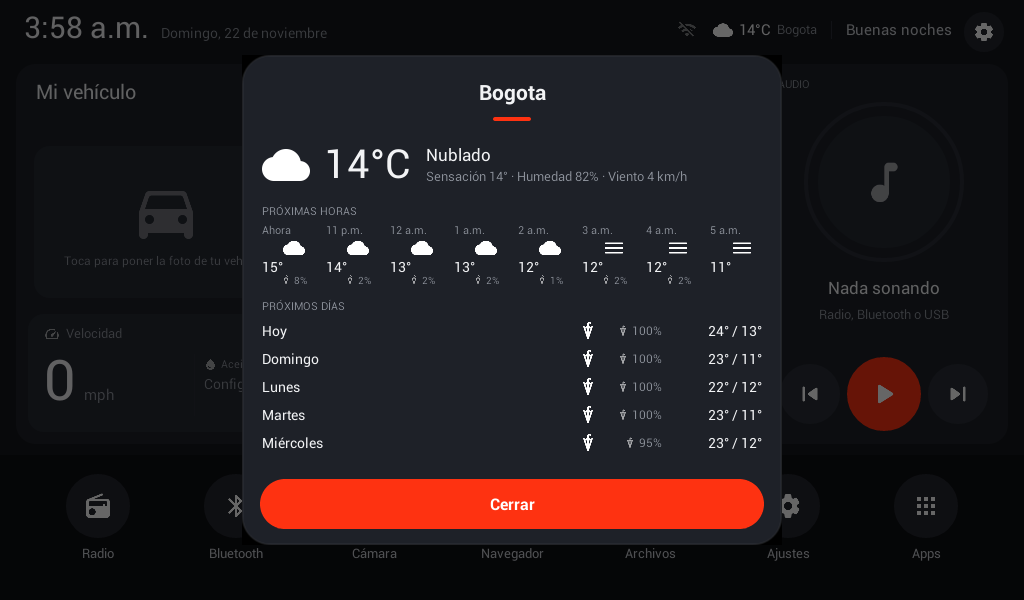 3:58 a.m. Domingo, 22 de noviembre
14°C Bogota Buenas noches
Mi vehículo
Toca para poner la foto de tu veh
Velocidad
0 mph
Acei
Config
Bogota
14°C
Nublado
Sensación 14° · Humedad 82% · Viento 4 km/h
PRÓXIMAS HORAS
Ahora 11 p.m. 12 a.m. 1 a.m. 2 a.m. 3 a.m. 4 a.m. 5 a.m.
15° 14° 13° 13° 12° 12° 12° 11°
8% 2% 2% 2% 1% 2% 2%
PRÓXIMOS DÍAS
Hoy 100% 24° / 13°
Domingo 100% 23° / 11°
Lunes 100% 22° / 12°
Martes 100% 23° / 11°
Miércoles 95% 23° / 12°
Cerrar
AUDIO
Nada sonando
Radio, Bluetooth o USB
Radio Bluetooth Cámara Navegador Archivos Ajustes Apps